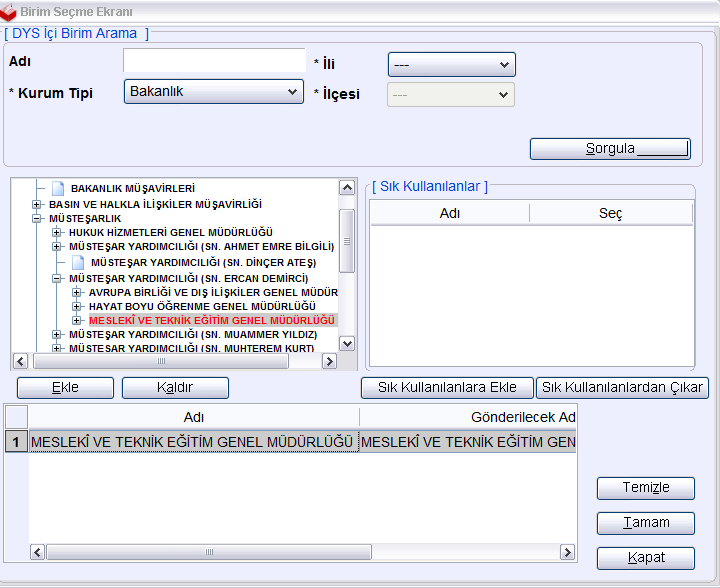 Birim Seçme Ekranı
[ DYS İçi Birim Arama ]
Adı
* İli
---
* Kurum Tipi
Bakanlık
* İlçesi
---
Sorgula
BAKANLIK MÜŞAVİRLERİ
BASIN VE HALKLA İLİŞKİLER MÜŞAVİRLİĞİ
MÜSTEŞARLIK
HUKUK HİZMETLERİ GENEL MÜDÜRLÜĞÜ
MÜSTEŞAR YARDIMCILIĞI (SN. AHMET EMRE BİLGİLİ)
MÜSTEŞAR YARDIMCILIĞI (SN. DİNÇER ATEŞ)
MÜSTEŞAR YARDIMCILIĞI (SN. ERCAN DEMİRCİ)
AVRUPA BİRLİĞİ VE DIŞ İLİŞKİLER GENEL MÜDÜR
HAYAT BOYU ÖĞRENME GENEL MÜDÜRLÜĞÜ
MESLEKÎ VE TEKNİK EĞİTİM GENEL MÜDÜRLÜĞÜ
MÜSTEŞAR YARDIMCILIĞI (SN. MUAMMER YILDIZ)
MÜSTEŞAR YARDIMCILIĞI (SN. MUHTEREM KURT)
[ Sık Kullanılanlar ]
Adı Seç
Ekle
Kaldır
Sık Kullanılanlara Ekle
Sık Kullanılanlardan Çıkar
Adı Gönderilecek Ad
1 MESLEKÎ VE TEKNİK EĞİTİM GENEL MÜDÜRLÜĞÜ MESLEKÎ VE TEKNİK EĞİTİM GEN
Temizle
Tamam
Kapat